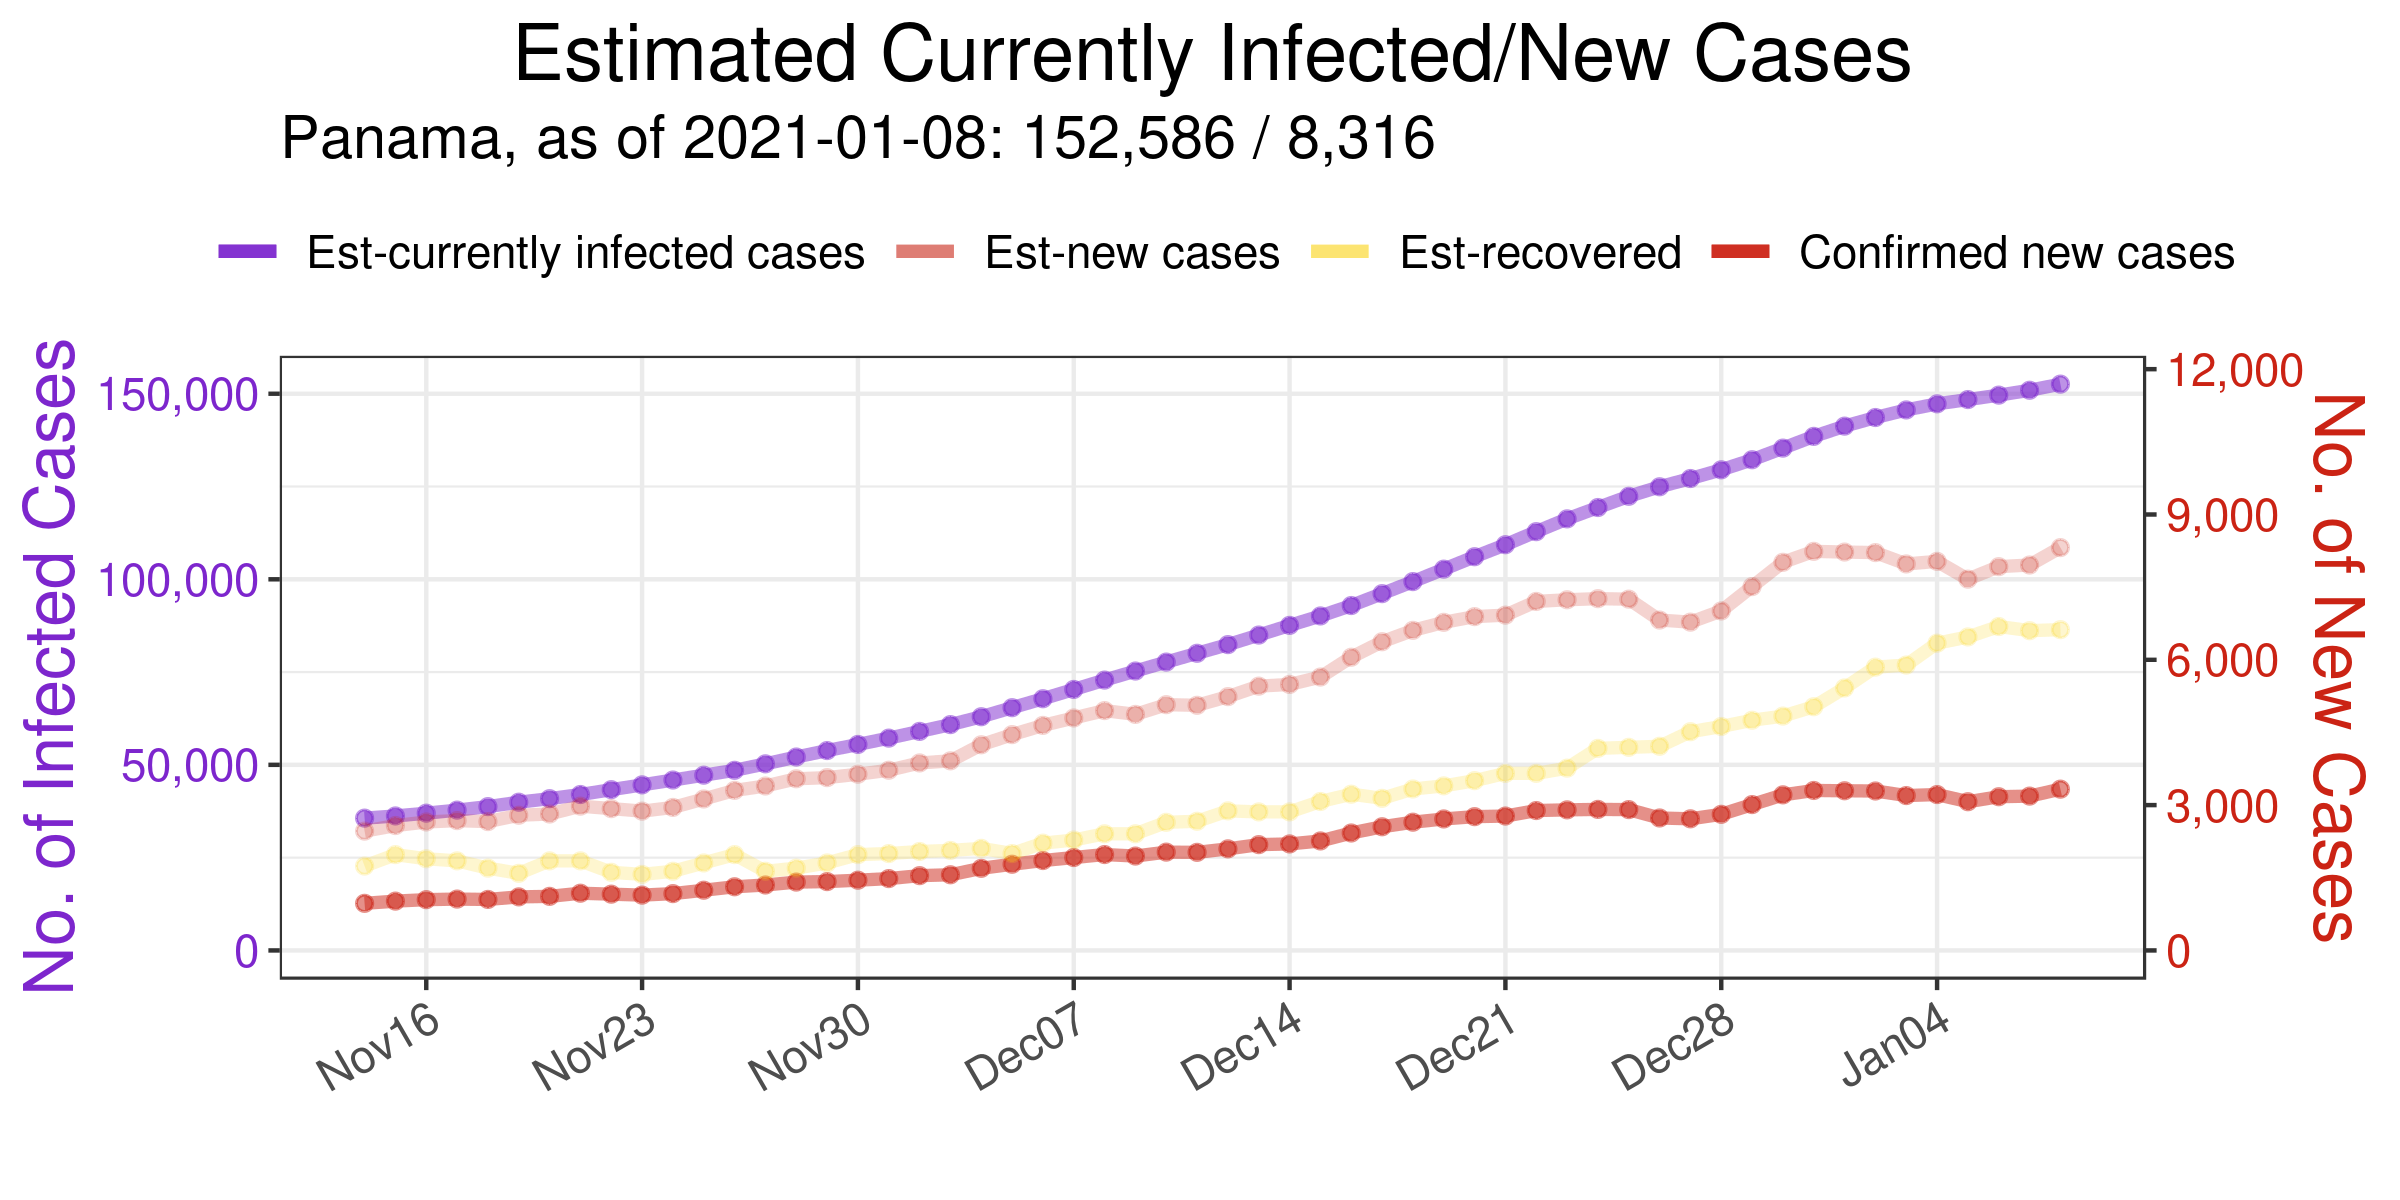 Estimated Currently Infected/New Cases
Panama, as of 2021-01-08: 152,586 / 8,316
Est-currently infected cases Est-new cases Est-recovered Confirmed new cases
No. of Infected Cases
150,000
100,000
50,000
0
12,000
9,000
6,000
3,000
0
No. of New Cases
Nov16 Nov23 Nov30 Dec07 Dec14 Dec21 Dec28 Jan04